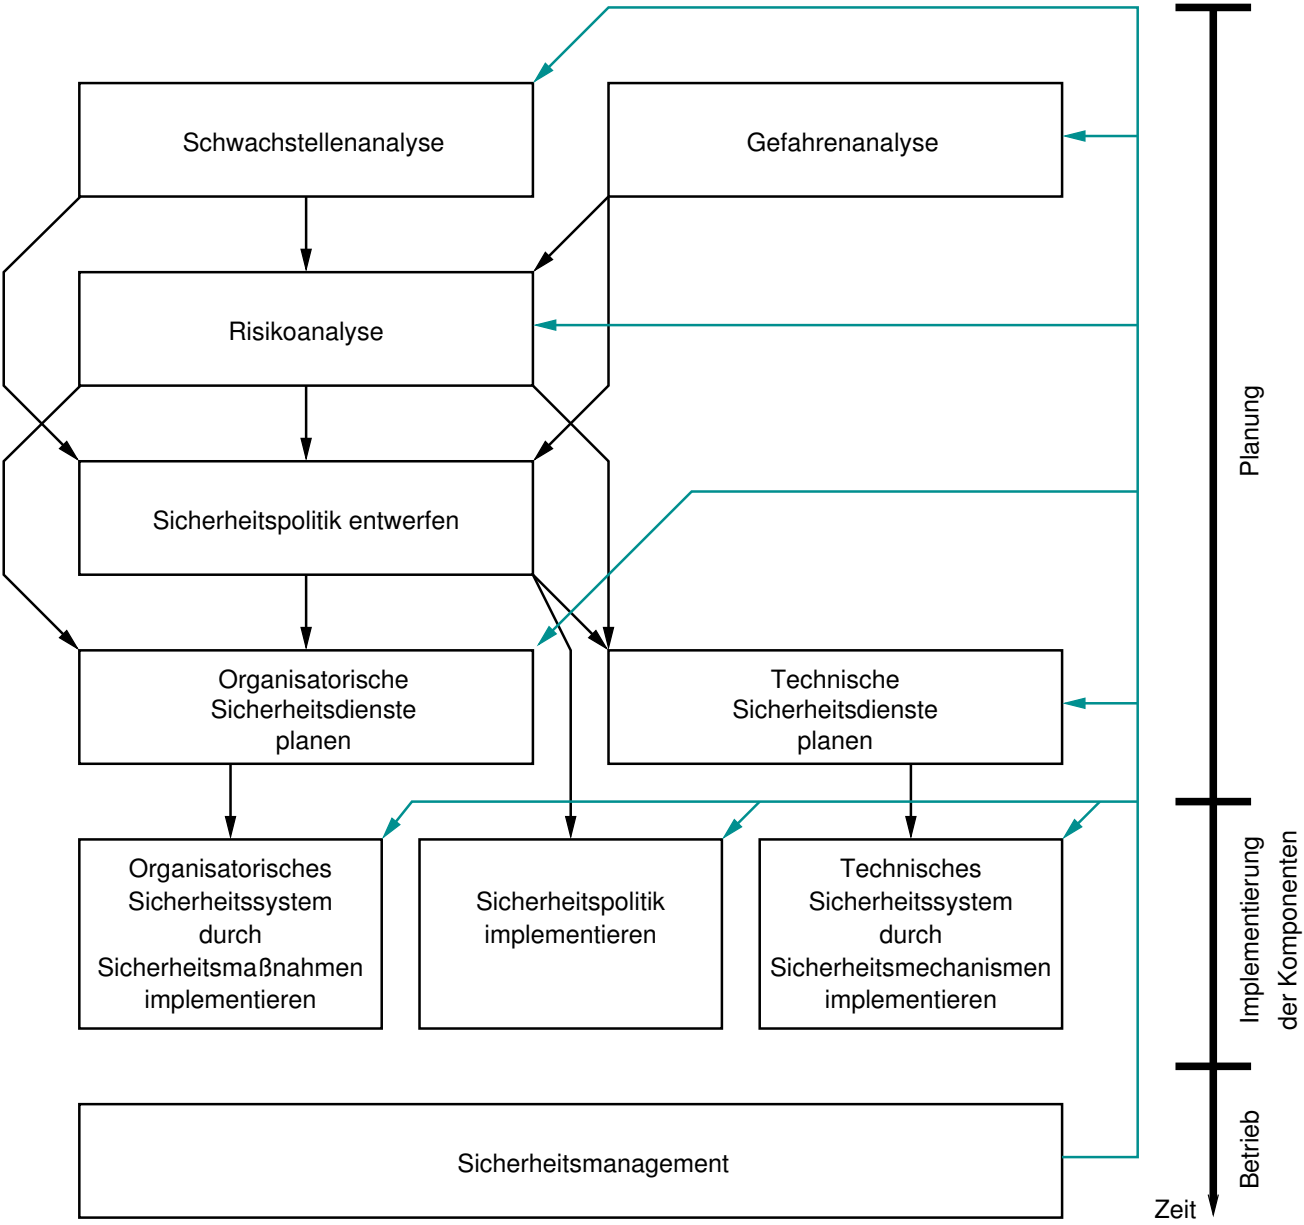 Schwachstellenanalyse
Gefahrenanalyse
Risikoanalyse
Sicherheitspolitik entwerfen
Organisatorische
Sicherheitsdienste
planen
Technische
Sicherheitsdienste
planen
Organisatorisches
Sicherheitssystem
durch
Sicherheitsmaßnahmen
implementieren
Sicherheitspolitik
implementieren
Technisches
Sicherheitssystem
durch
Sicherheitsmechanismen
implementieren
Sicherheitsmanagement
Planung
Implementierung
der Komponenten
Betrieb
Zeit